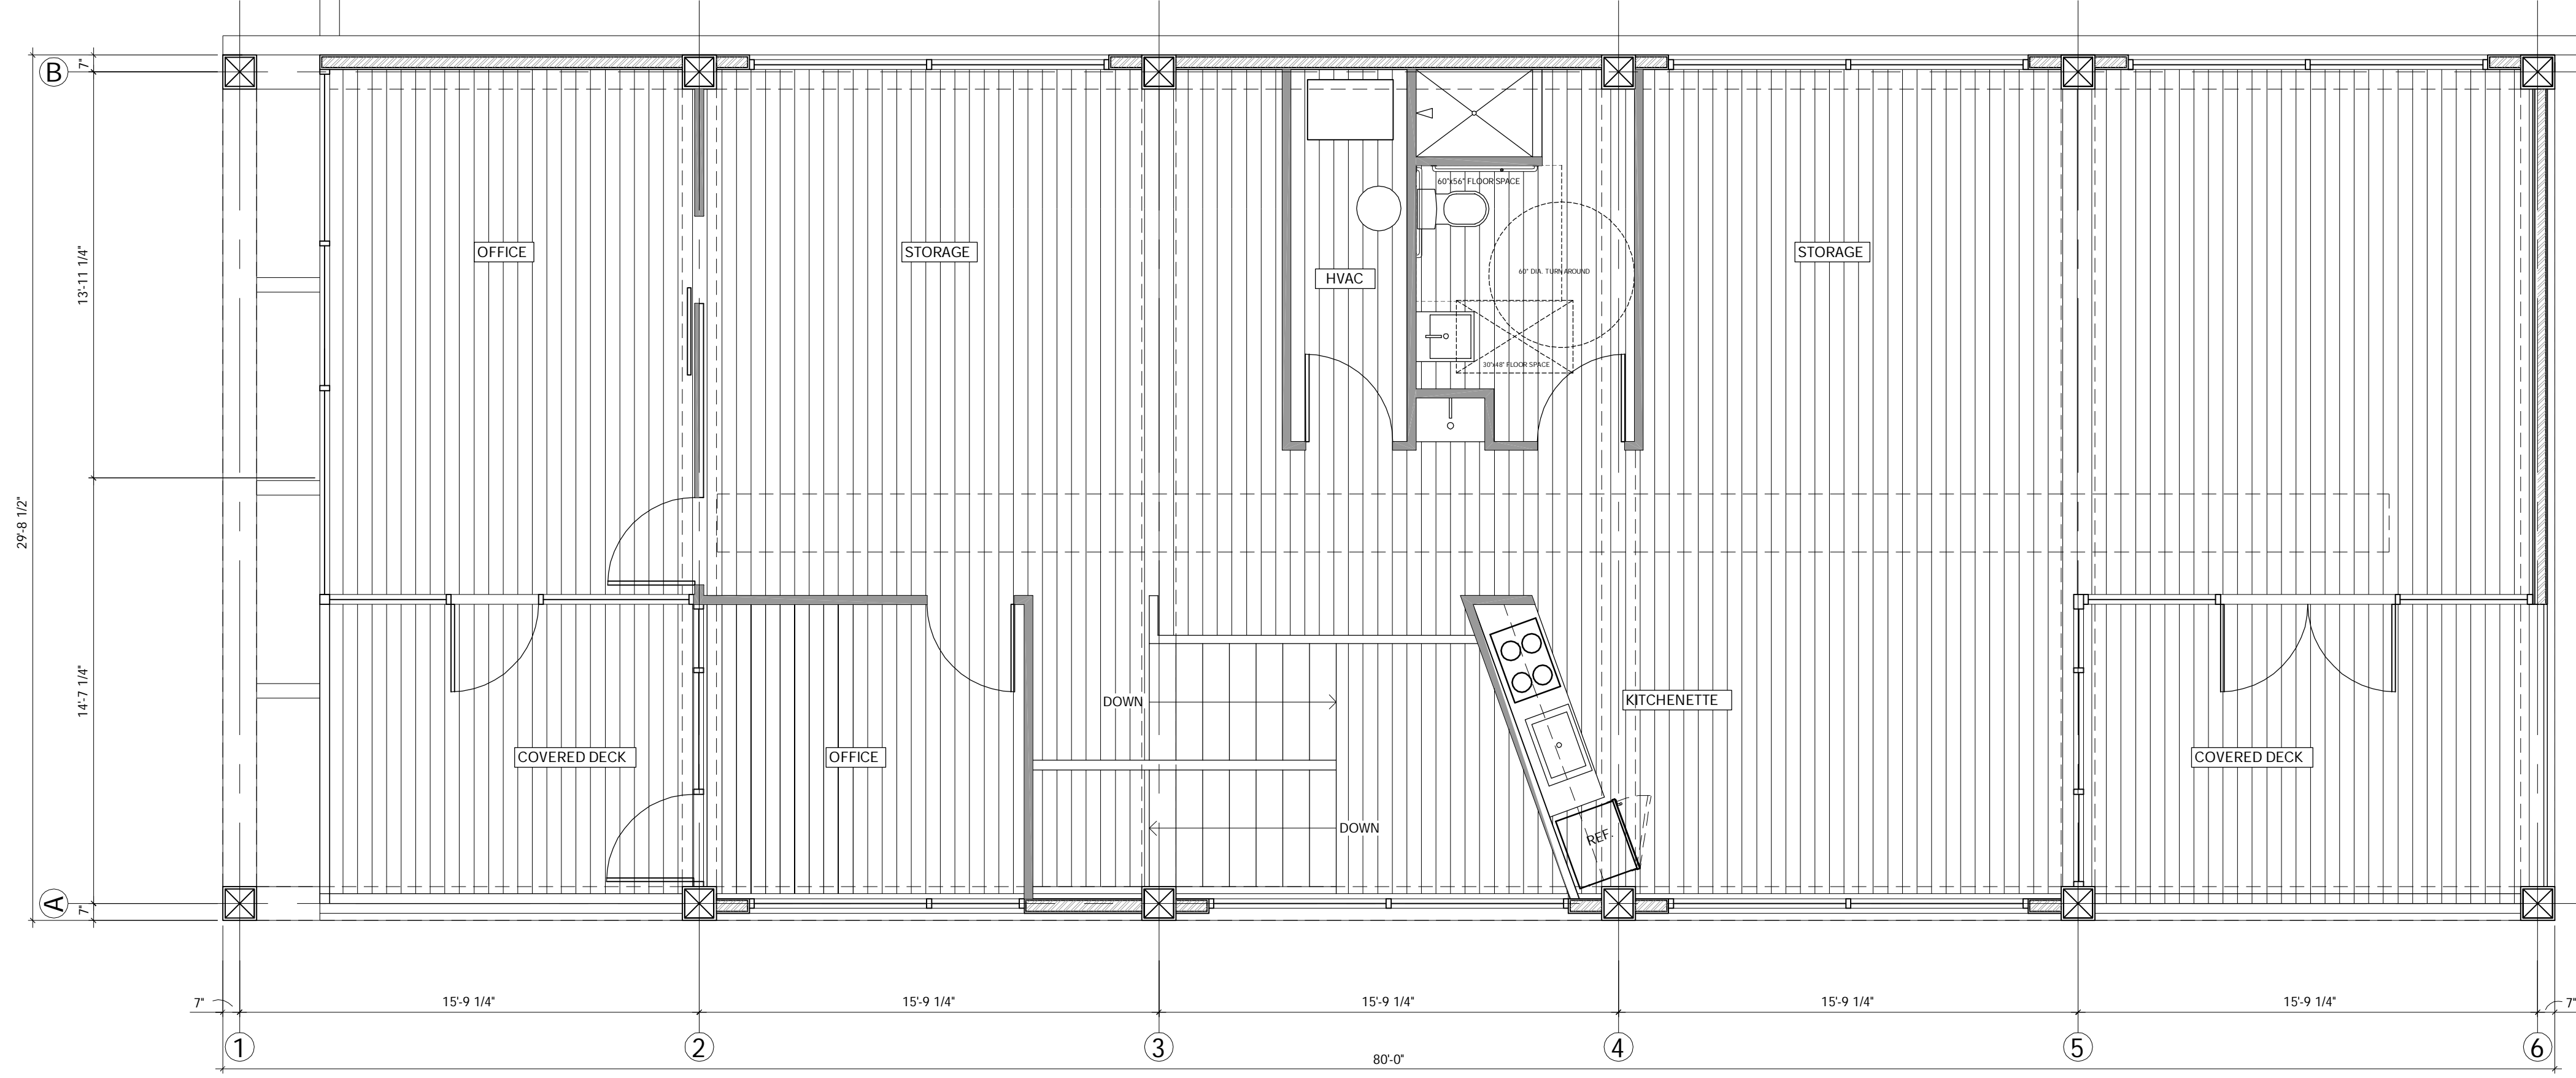 B
7"
OFFICE
STORAGE
STORAGE
60"x56" FLOOR SPACE
13'-11 1/4"
HVAC
60" DIA. TURN AROUND
30"x48" FLOOR SPACE
29'-8 1/2"
14'-7 1/4"
DOWN
KITCHENETTE
COVERED DECK
OFFICE
COVERED DECK
DOWN
REF.
A
7"
7"
15'-9 1/4"
15'-9 1/4"
15'-9 1/4"
15'-9 1/4"
15'-9 1/4"
7"
1
2
3
4
5
6
80'-0"